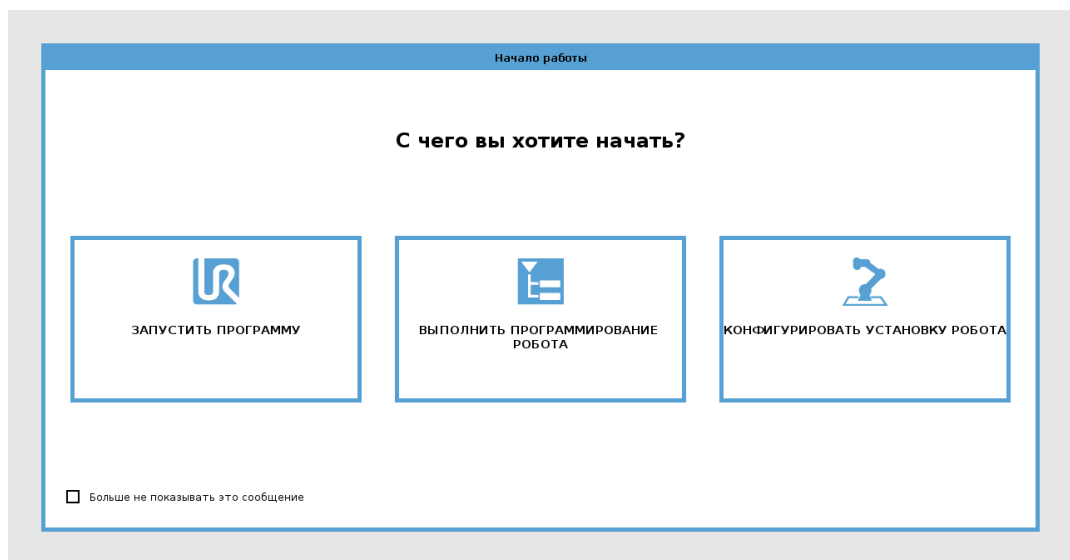 Начало работы
С чего вы хотите начать?
ЗАПУСТИТЬ ПРОГРАММУ
ВЫПОЛНИТЬ ПРОГРАММИРОВАНИЕ
РОБОТА
КОНФИГУРИРОВАТЬ УСТАНОВКУ РОБОТА
Больше не показывать это сообщение